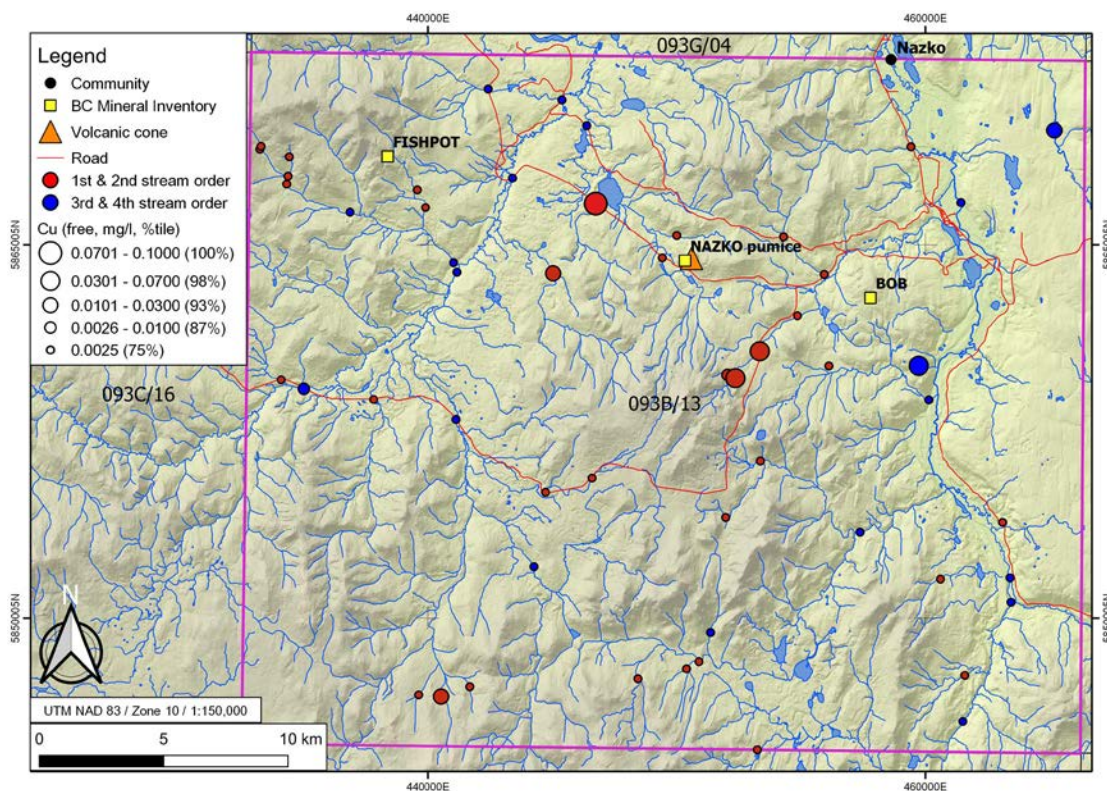 440000E
460000E
093G/04
Nazko
Legend
Community
BC Mineral Inventory
Volcanic cone
Road
1st & 2nd stream order
3rd & 4th stream order
Cu (free, mg/l, %tile)
0.0701 - 0.1000 (100%)
0.0301 - 0.0700 (98%)
0.0101 - 0.0300 (93%)
0.0026 - 0.0100 (87%)
0.0025 (75%)
FISHPOT
5865005N
5865005N
NAZKO pumice
BOB
093C/16
093B/13
5850005N
5850005N
N
UTM NAD 83 / Zone 10 / 1:150,000
0 5 10 km
440000E
460000E